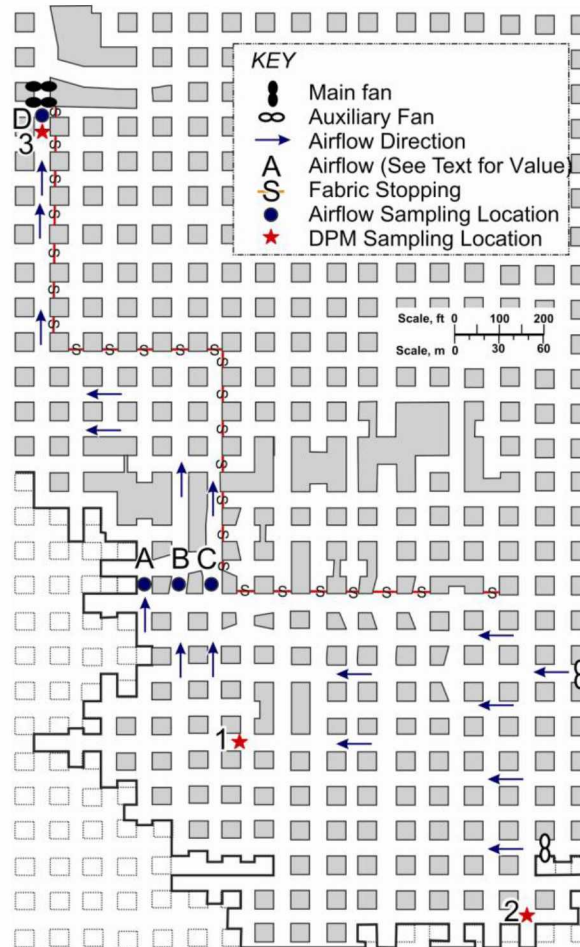 KEY
Main fan
Auxiliary Fan
Airflow Direction
A Airflow (See Text for Value)
S Fabric Stopping
Airflow Sampling Location
DPM Sampling Location
D
3
S
S
S
S
S
S
S
Scale, ft 0 100 200
Scale, m 0 30 60
S S S S S
S
S
S
S
S
S
A B C
S S S S S S S
1
2